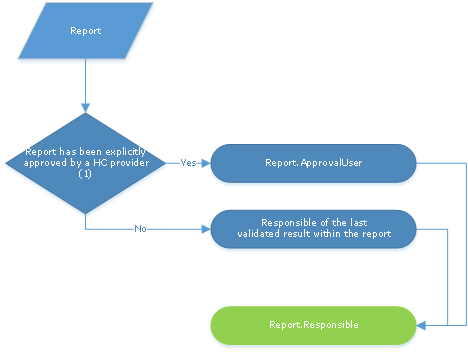 Report
Report has been explicitly
approved by a HC provider
(1)
Yes
Report.ApprovalUser
No
Responsible of the last
validated result within the report
Report.Responsible